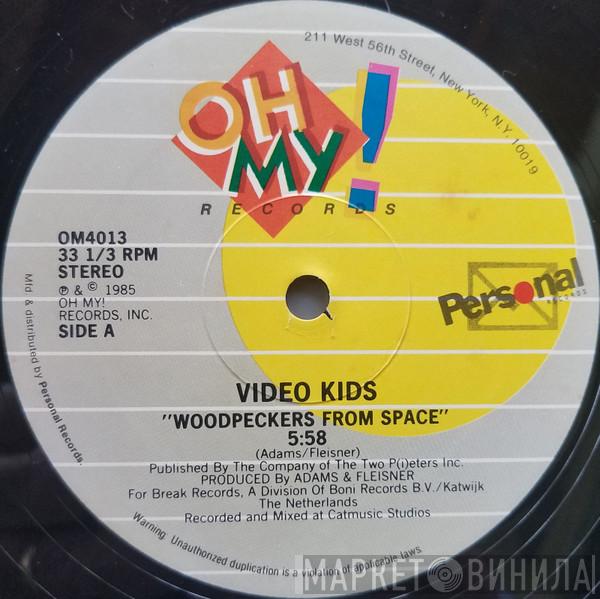 211 West 56th Street, New York, N.Y. 10019
OH
MY!
RECORDS
OM4013
33 1/3 RPM
STEREO
℗ & © 1985
OH MY!
RECORDS, INC.
SIDE A
Personal
RECORDS
Mfd & distributed by Personal Records.
VIDEO KIDS
"WOODPECKERS FROM SPACE"
5:58
(Adams/Fleisner)
Published By The Company of The Two P(i)eters Inc.
PRODUCED BY ADAMS & FLEISNER
For Break Records, A Division Of Boni Records B.V./Katwijk
The Netherlands
Recorded and Mixed at Catmusic Studios
Warning. Unauthorized duplication is a violation of applicable laws.
МАРКЕТ ВИНИЛА